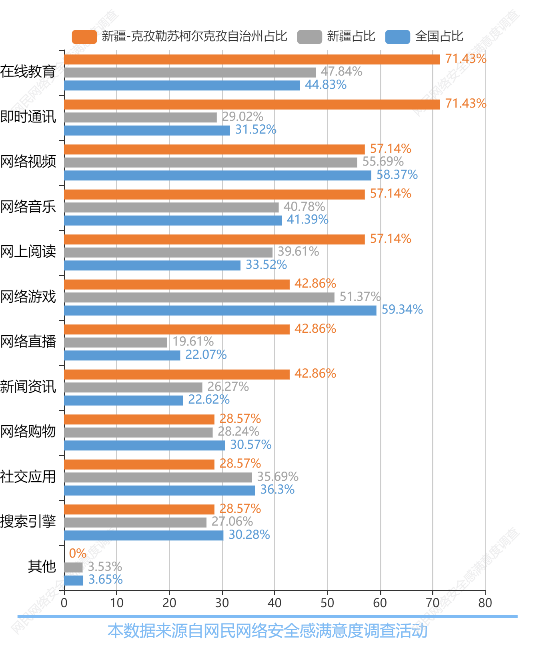 新疆-克孜勒苏柯尔克孜自治州占比 新疆占比 全国占比
在线教育 71.43%
47.84%
44.83%
即时通讯 71.43%
29.02%
31.52%
网络视频 57.14%
55.69%
58.37%
网络音乐 57.14%
40.78%
41.39%
网上阅读 57.14%
39.61%
33.52%
网络游戏 42.86%
51.37%
59.34%
网络直播 42.86%
19.61%
22.07%
新闻资讯 42.86%
26.27%
22.62%
网络购物 28.57%
28.24%
30.57%
社交应用 28.57%
35.69%
36.3%
搜索引擎 28.57%
27.06%
30.28%
其他 0%
3.53%
3.65%
0 10 20 30 40 50 60 70 80
本数据来源自网民网络安全感满意度调查活动